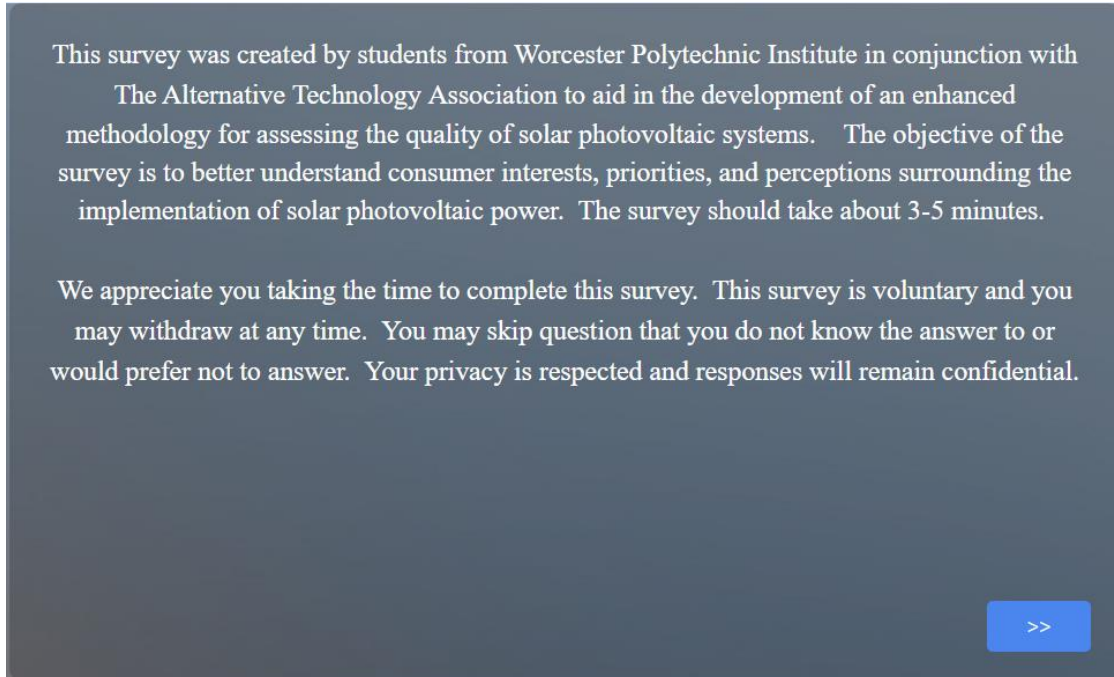 This survey was created by students from Worcester Polytechnic Institute in conjunction with
The Alternative Technology Association to aid in the development of an enhanced
methodology for assessing the quality of solar photovoltaic systems.    The objective of the
survey is to better understand consumer interests, priorities, and perceptions surrounding the
implementation of solar photovoltaic power.  The survey should take about 3-5 minutes.
We appreciate you taking the time to complete this survey.  This survey is voluntary and you
may withdraw at any time.  You may skip question that you do not know the answer to or
would prefer not to answer.  Your privacy is respected and responses will remain confidential.
>>